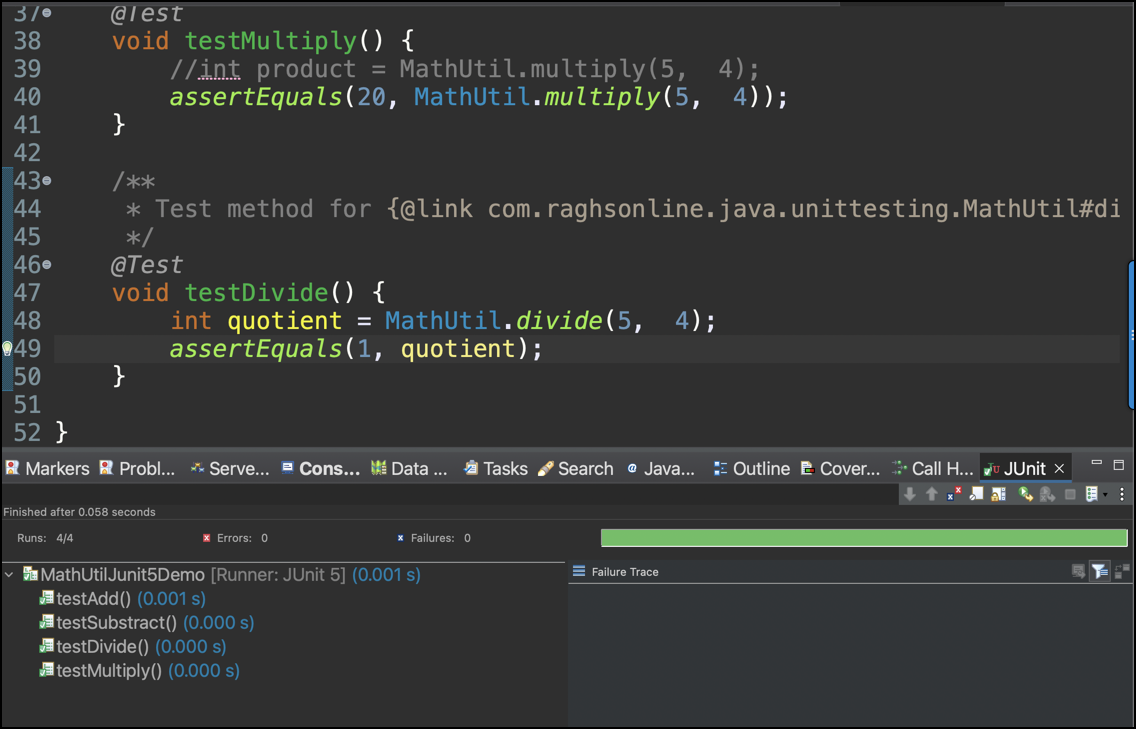 37 @Test
38 void testMultiply() {
39 //int product = MathUtil.multiply(5, 4);
40 assertEquals(20, MathUtil.multiply(5, 4));
41 }
42
43 /**
44 * Test method for {@link com.raghsonline.java.unittesting.MathUtil#di
45 */
46 @Test
47 void testDivide() {
48 int quotient = MathUtil.divide(5, 4);
49 assertEquals(1, quotient);
50 }
51
52 }
Markers Probl... Serve... Cons... Data ... Tasks Search Java... Outline Cover... Call H... JUnit
Finished after 0.058 seconds
Runs: 4/4 Errors: 0 Failures: 0
MathUtilJunit5Demo [Runner: JUnit 5] (0.001 s) Failure Trace
testAdd() (0.001 s)
testSubstract() (0.000 s)
testDivide() (0.000 s)
testMultiply() (0.000 s)